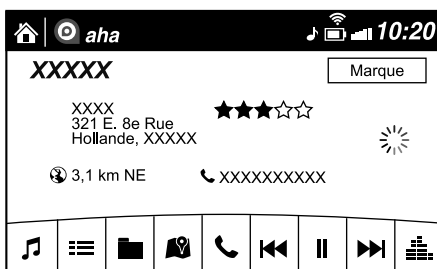 aha 10:20
XXXXX Marque
XXXX
321 E. 8e Rue
Hollande, XXXXX
3,1 km NE XXXXXXXXXX